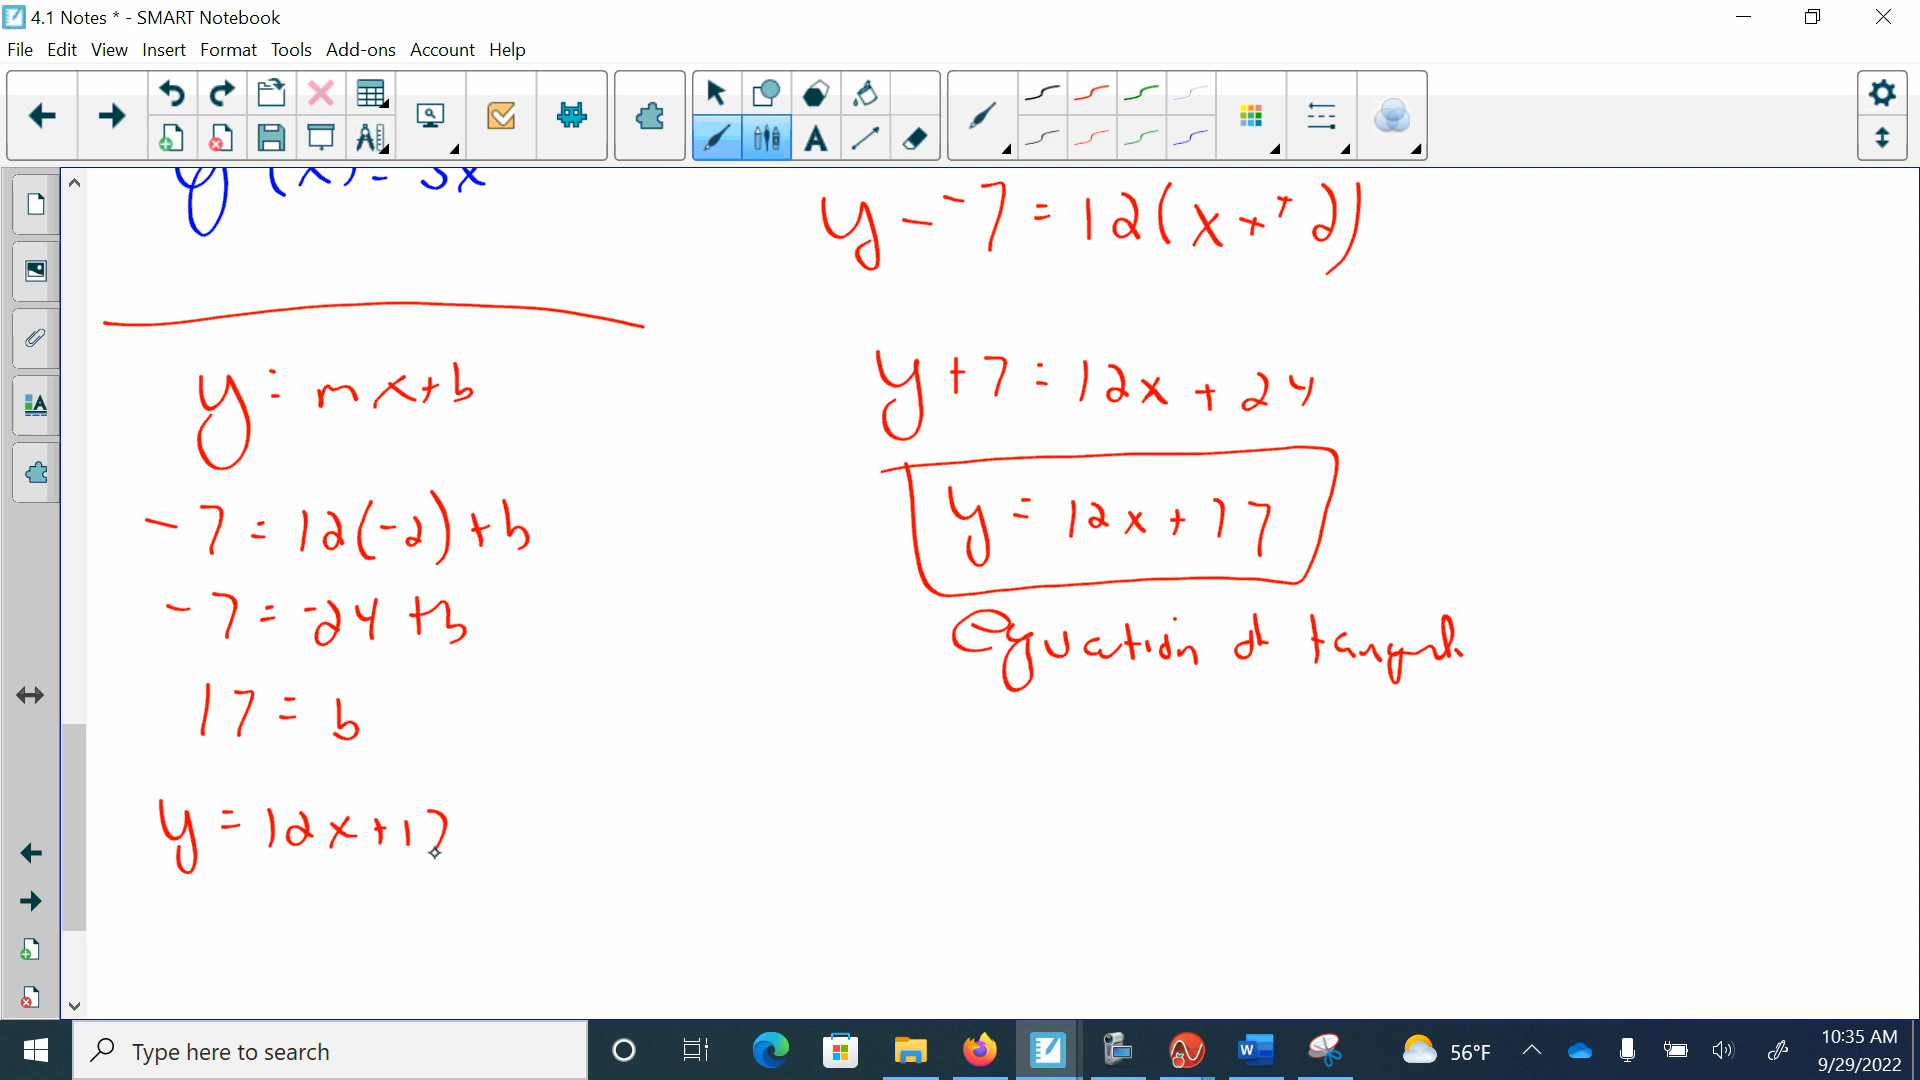 4.1 Notes * - SMART Notebook
File Edit View Insert Format Tools Add-ons Account Help
y - -7 = 12(x + +2)
y = mx+b
-7 = 12(-2)+b
-7 = -24 +b
17 = b
y = 12x+17
y+7 = 12x + 24
y = 12x + 17
Equation of tangent
Type here to search
56°F
10:35 AM
9/29/2022